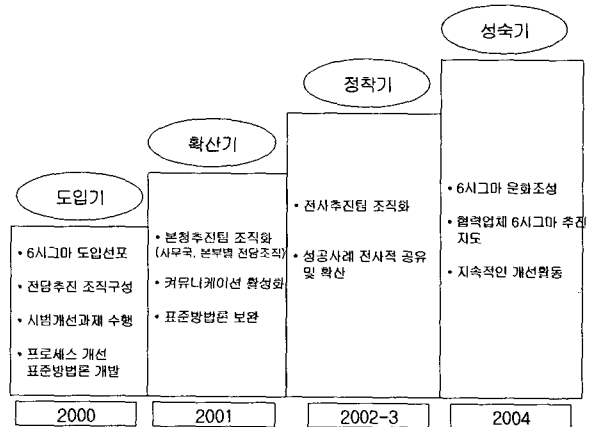 도입기
• 6시그마 도입선포
• 전담추진 조직구성
• 시범개선과제 수행
• 프로세스 개선
표준방법론 개발
2000
확산기
• 본청추진팀 조직화
(사무국, 본부별 전담조직)
• 커뮤니케이션 활성화
• 표준방법론 보완
2001
정착기
• 전사추진팀 조직화
• 성공사례 전사적 공유
및 확산
2002-3
성숙기
• 6시그마 문화조성
• 협력업체 6시그마 추진
지도
• 지속적인 개선활동
2004